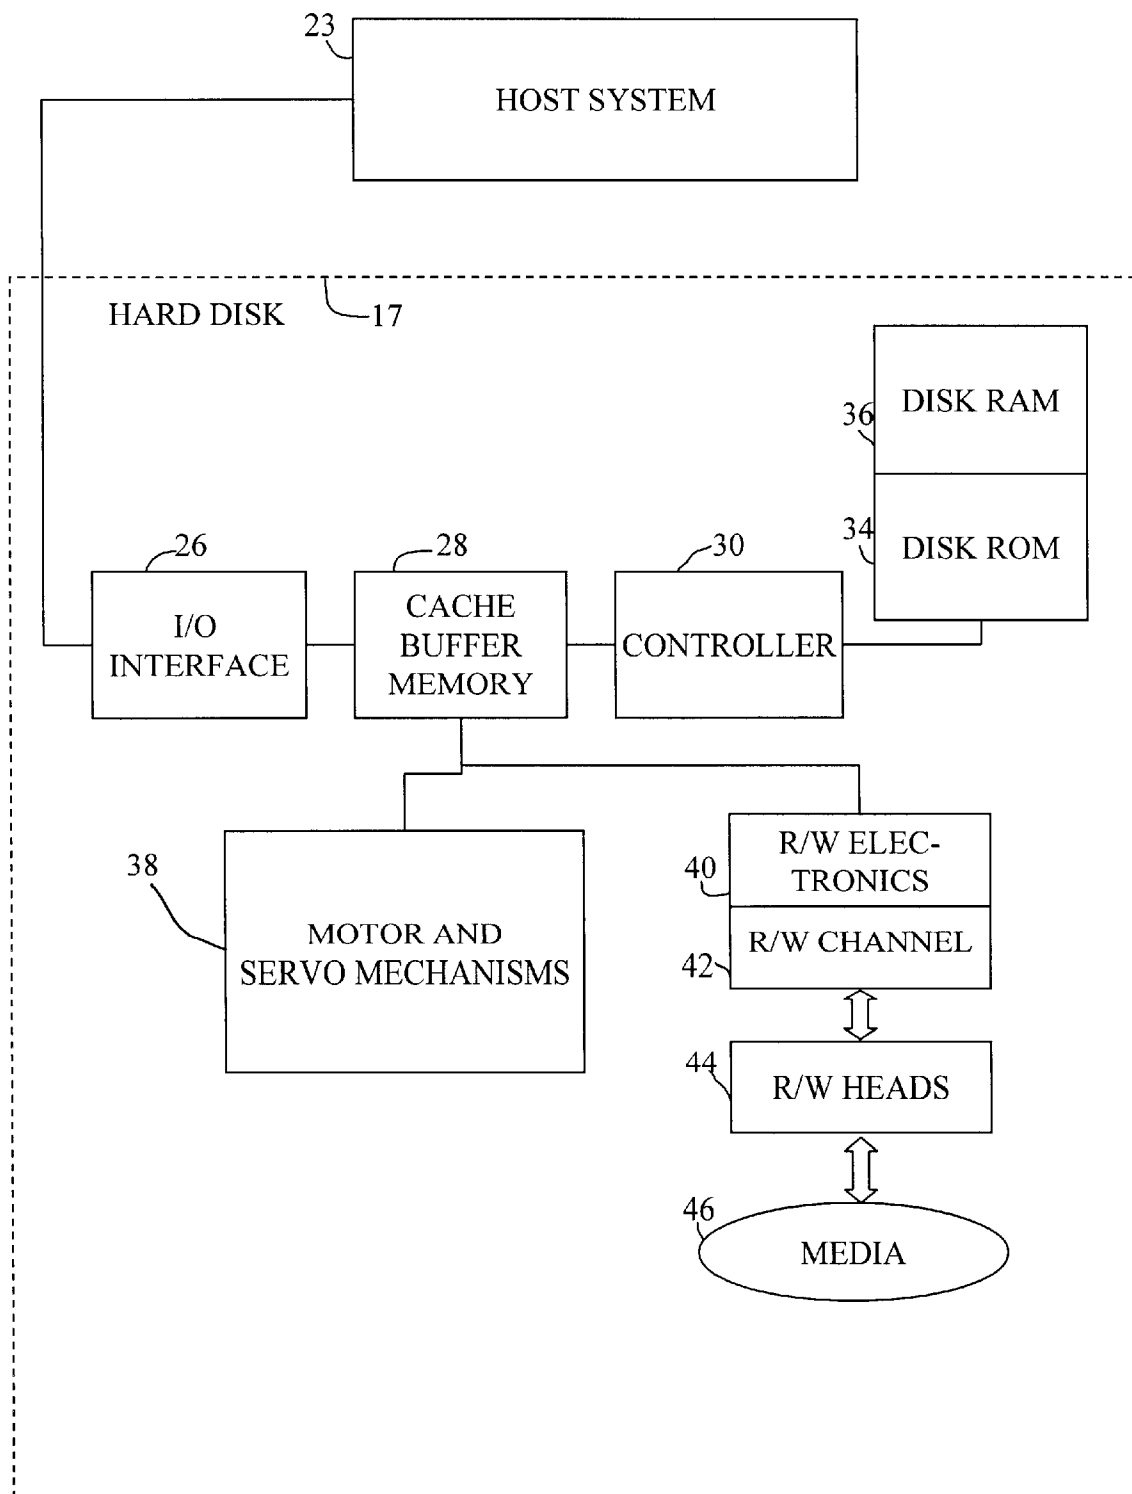 23
HOST SYSTEM
HARD DISK
17
36
DISK RAM
34
DISK ROM
26
I/O
INTERFACE
28
CACHE
BUFFER
MEMORY
30
CONTROLLER
38
MOTOR AND
SERVO MECHANISMS
40
R/W ELEC-
TRONICS
42
R/W CHANNEL
44
R/W HEADS
46
MEDIA